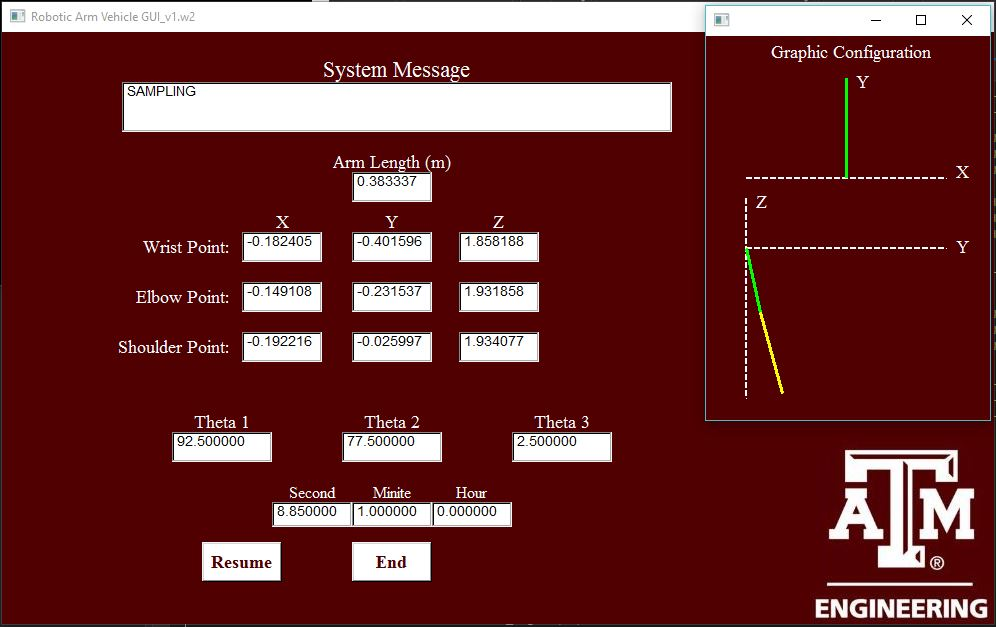 Robotic Arm Vehicle GUI_v1.w2
System Message
SAMPLING
Arm Length (m)
0.383337
X Y Z
Wrist Point: -0.182405 -0.401596 1.858188
Elbow Point: -0.149108 -0.231537 1.931858
Shoulder Point: -0.192216 -0.025997 1.934077
Theta 1 Theta 2 Theta 3
92.500000 77.500000 2.500000
Second Minite Hour
8.850000 1.000000 0.000000
Resume End
Graphic Configuration
Y
X
Z
Y
ATM
®
ENGINEERING